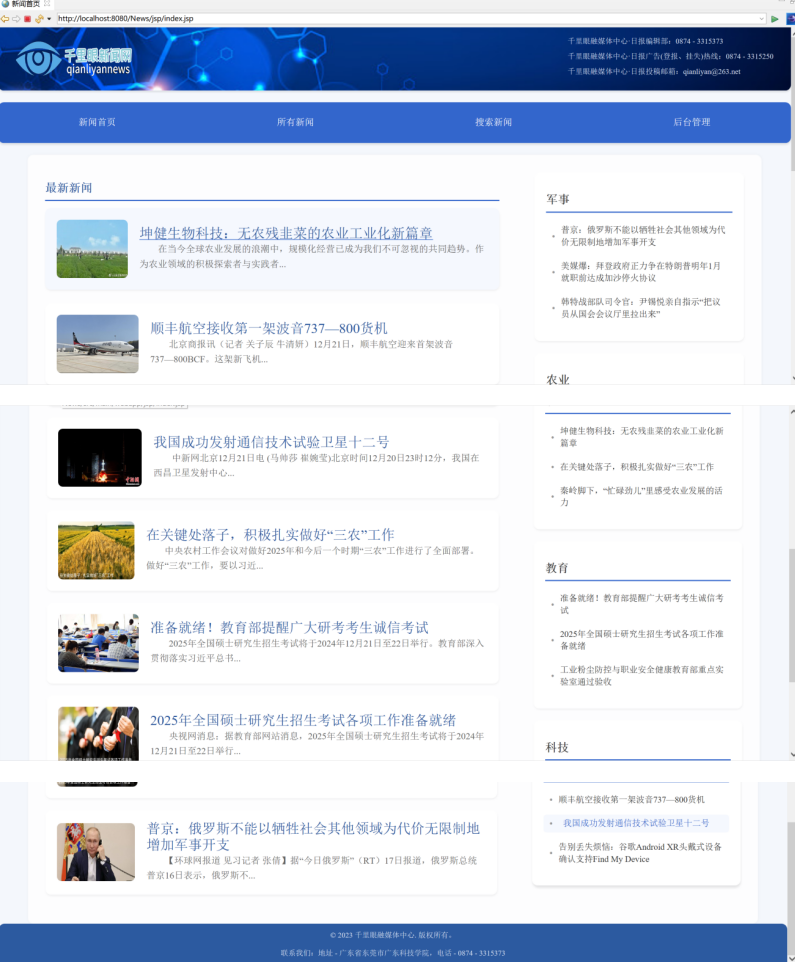 新闻首页
http://localhost:8080/News/jsp/index.jsp
千里眼新闻网
qianliyannews
千里眼融媒体中心·日报编辑部：0874 - 3315373
千里眼融媒体中心·日报广告(登报、挂失)热线：0874 - 3315250
千里眼融媒体中心·日报投稿邮箱：qianliyan@263.net
新闻首页
所有新闻
搜索新闻
后台管理
最新新闻
坤健生物科技：无农残韭菜的农业工业化新篇章
在当今全球农业发展的浪潮中，规模化经营已成为我们不可忽视的共同趋势。作
为农业领域的积极探索者与实践者...
顺丰航空接收第一架波音737—800货机
北京商报讯（记者 关子辰 牛清妍）12月21日，顺丰航空迎来首架波音
737—800BCF。这架新飞机...
我国成功发射通信技术试验卫星十二号
中新网北京12月21日电 (马帅莎 崔婉莹)北京时间12月20日23时12分，我国在
西昌卫星发射中心...
在关键处落子，积极扎实做好“三农”工作
中央农村工作会议对做好2025年和今后一个时期“三农”工作进行了全面部署。
做好“三农”工作，要以习近...
准备就绪！教育部提醒广大研考考生诚信考试
2025年全国硕士研究生招生考试将于2024年12月21日至22日举行。教育部深入
贯彻落实习近平总书...
2025年全国硕士研究生招生考试各项工作准备就绪
央视网消息：据教育部网站消息，2025年全国硕士研究生招生考试将于2024年
12月21日至22日举行...
普京：俄罗斯不能以牺牲社会其他领域为代价无限制地
增加军事开支
【环球网报道 见习记者 张倩】据“今日俄罗斯”（RT）17日报道，俄罗斯总统
普京16日表示，俄罗斯不...
军事
普京：俄罗斯不能以牺牲社会其他领域为代
价无限制地增加军事开支
美媒爆：拜登政府正力争在特朗普明年1月
就职前达成加沙停火协议
韩特战部队司令官：尹锡悦亲自指示“把议
员从国会会议厅里拉出来”
农业
坤健生物科技：无农残韭菜的农业工业化新
篇章
在关键处落子，积极扎实做好“三农”工作
秦岭脚下，“忙碌劲儿”里感受农业发展的活
力
教育
准备就绪！教育部提醒广大研考考生诚信考
试
2025年全国硕士研究生招生考试各项工作准
备就绪
工业粉尘防控与职业安全健康教育部重点实
验室通过验收
科技
顺丰航空接收第一架波音737—800货机
我国成功发射通信技术试验卫星十二号
告别丢失烦恼：谷歌Android XR头戴式设备
确认支持Find My Device
© 2023 千里眼融媒体中心. 版权所有。
联系我们：地址 - 广东省东莞市广东科技学院，电话 - 0874 - 3315373